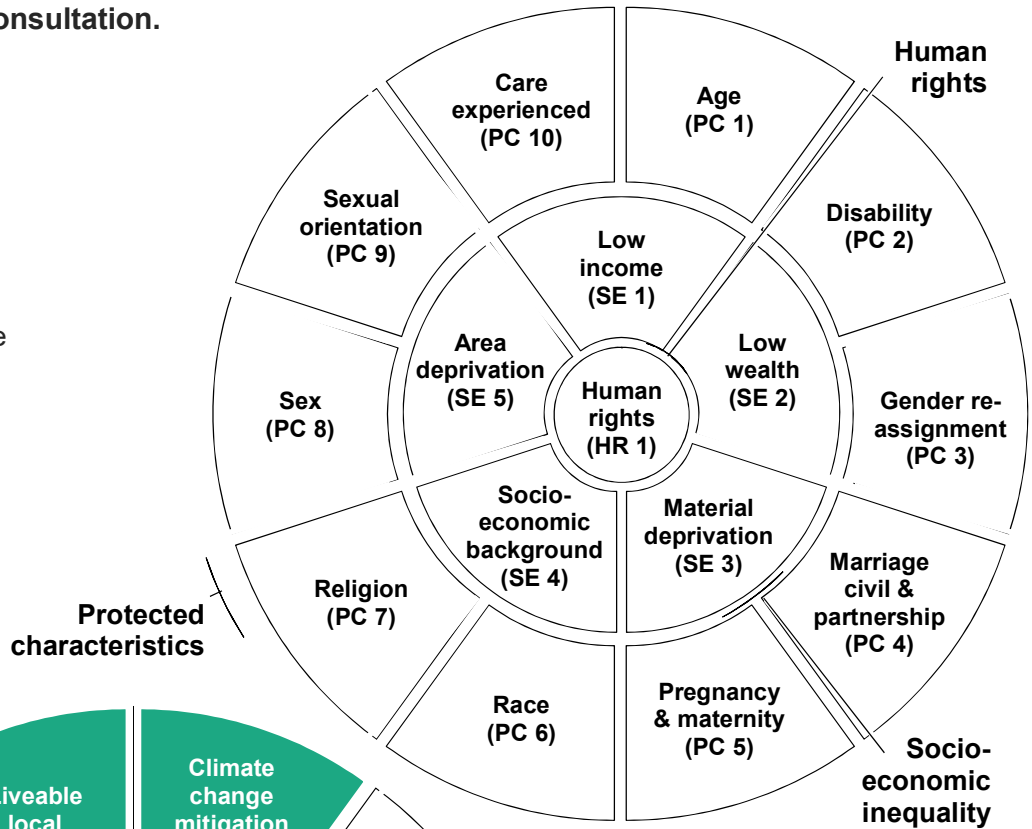 onsultation.
Human
rights
Care
experienced
(PC 10)
Age
(PC 1)
Sexual
orientation
(PC 9)
Disability
(PC 2)
Low
income
(SE 1)
e
Area
deprivation
(SE 5)
Low
wealth
(SE 2)
Human
rights
(HR 1)
Sex
(PC 8)
Gender re-
assignment
(PC 3)
Socio-
economic
background
(SE 4)
Material
deprivation
(SE 3)
Religion
(PC 7)
Marriage
civil &
partnership
(PC 4)
Protected
characteristics
Race
(PC 6)
Pregnancy
& maternity
(PC 5)
Socio-
economic
inequality
iveable
local
Climate
change
mitigation